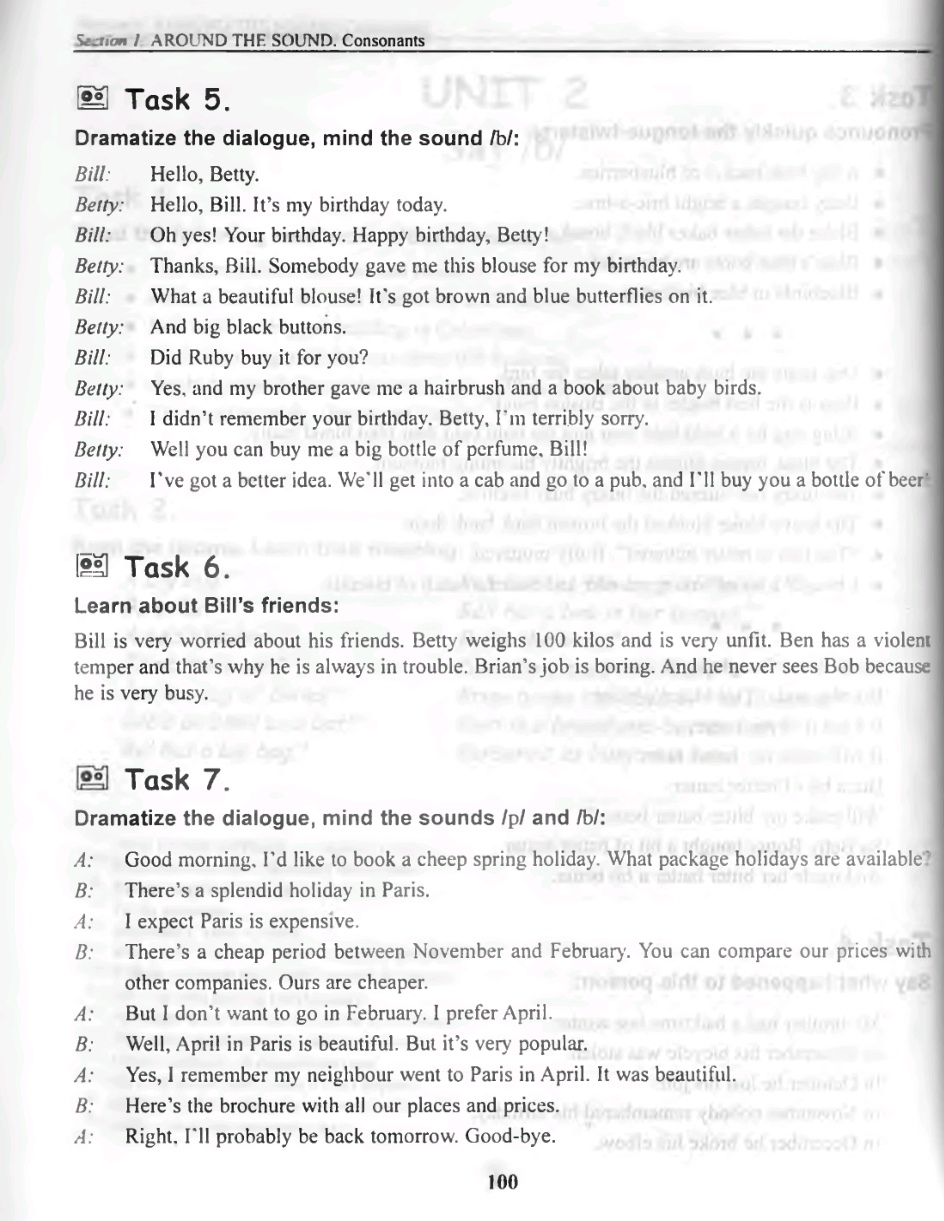 Section I. AROUND THE SOUND. Consonants
Task 5.
Dramatize the dialogue, mind the sound /b/:
Bill: Hello, Betty.
Betty: Hello, Bill. It's my birthday today.
Bill: Oh yes! Your birthday. Happy birthday, Betty!
Betty: Thanks, Bill. Somebody gave me this blouse for my birthday.
Bill: What a beautiful blouse! It's got brown and blue butterflies on it.
Betty: And big black buttons.
Bill: Did Ruby buy it for you?
Betty: Yes, and my brother gave me a hairbrush and a book about baby birds.
Bill: I didn't remember your birthday. Betty, I'm terribly sorry.
Betty: Well you can buy me a big bottle of perfume, Bill!
Bill: I've got a better idea. We'll get into a cab and go to a pub, and I'll buy you a bottle of beer!
Task 6.
Learn about Bill's friends:
Bill is very worried about his friends. Betty weighs 100 kilos and is very unfit. Ben has a violent
temper and that's why he is always in trouble. Brian's job is boring. And he never sees Bob because
he is very busy.
Task 7.
Dramatize the dialogue, mind the sounds /p/ and /b/:
A: Good morning, I'd like to book a cheep spring holiday. What package holidays are available?
B: There's a splendid holiday in Paris.
A: I expect Paris is expensive.
B: There's a cheap period between November and February. You can compare our prices with
other companies. Ours are cheaper.
A: But I don't want to go in February. I prefer April.
B: Well, April in Paris is beautiful. But it's very popular.
A: Yes, I remember my neighbour went to Paris in April. It was beautiful.
B: Here's the brochure with all our places and prices.
A: Right, I'll probably be back tomorrow. Good-bye.
100